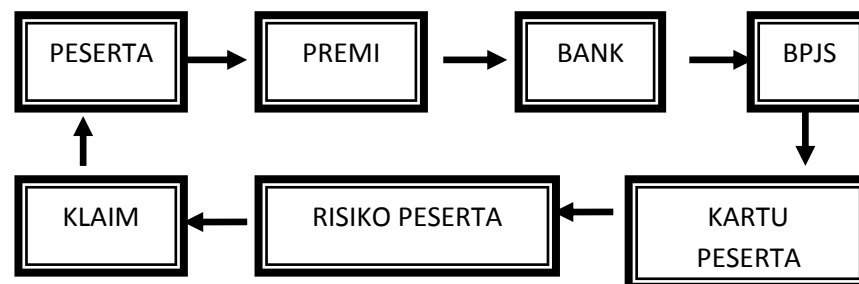 PESERTA
PREMI
BANK
BPJS
KLAIM
RISIKO PESERTA
KARTU
PESERTA